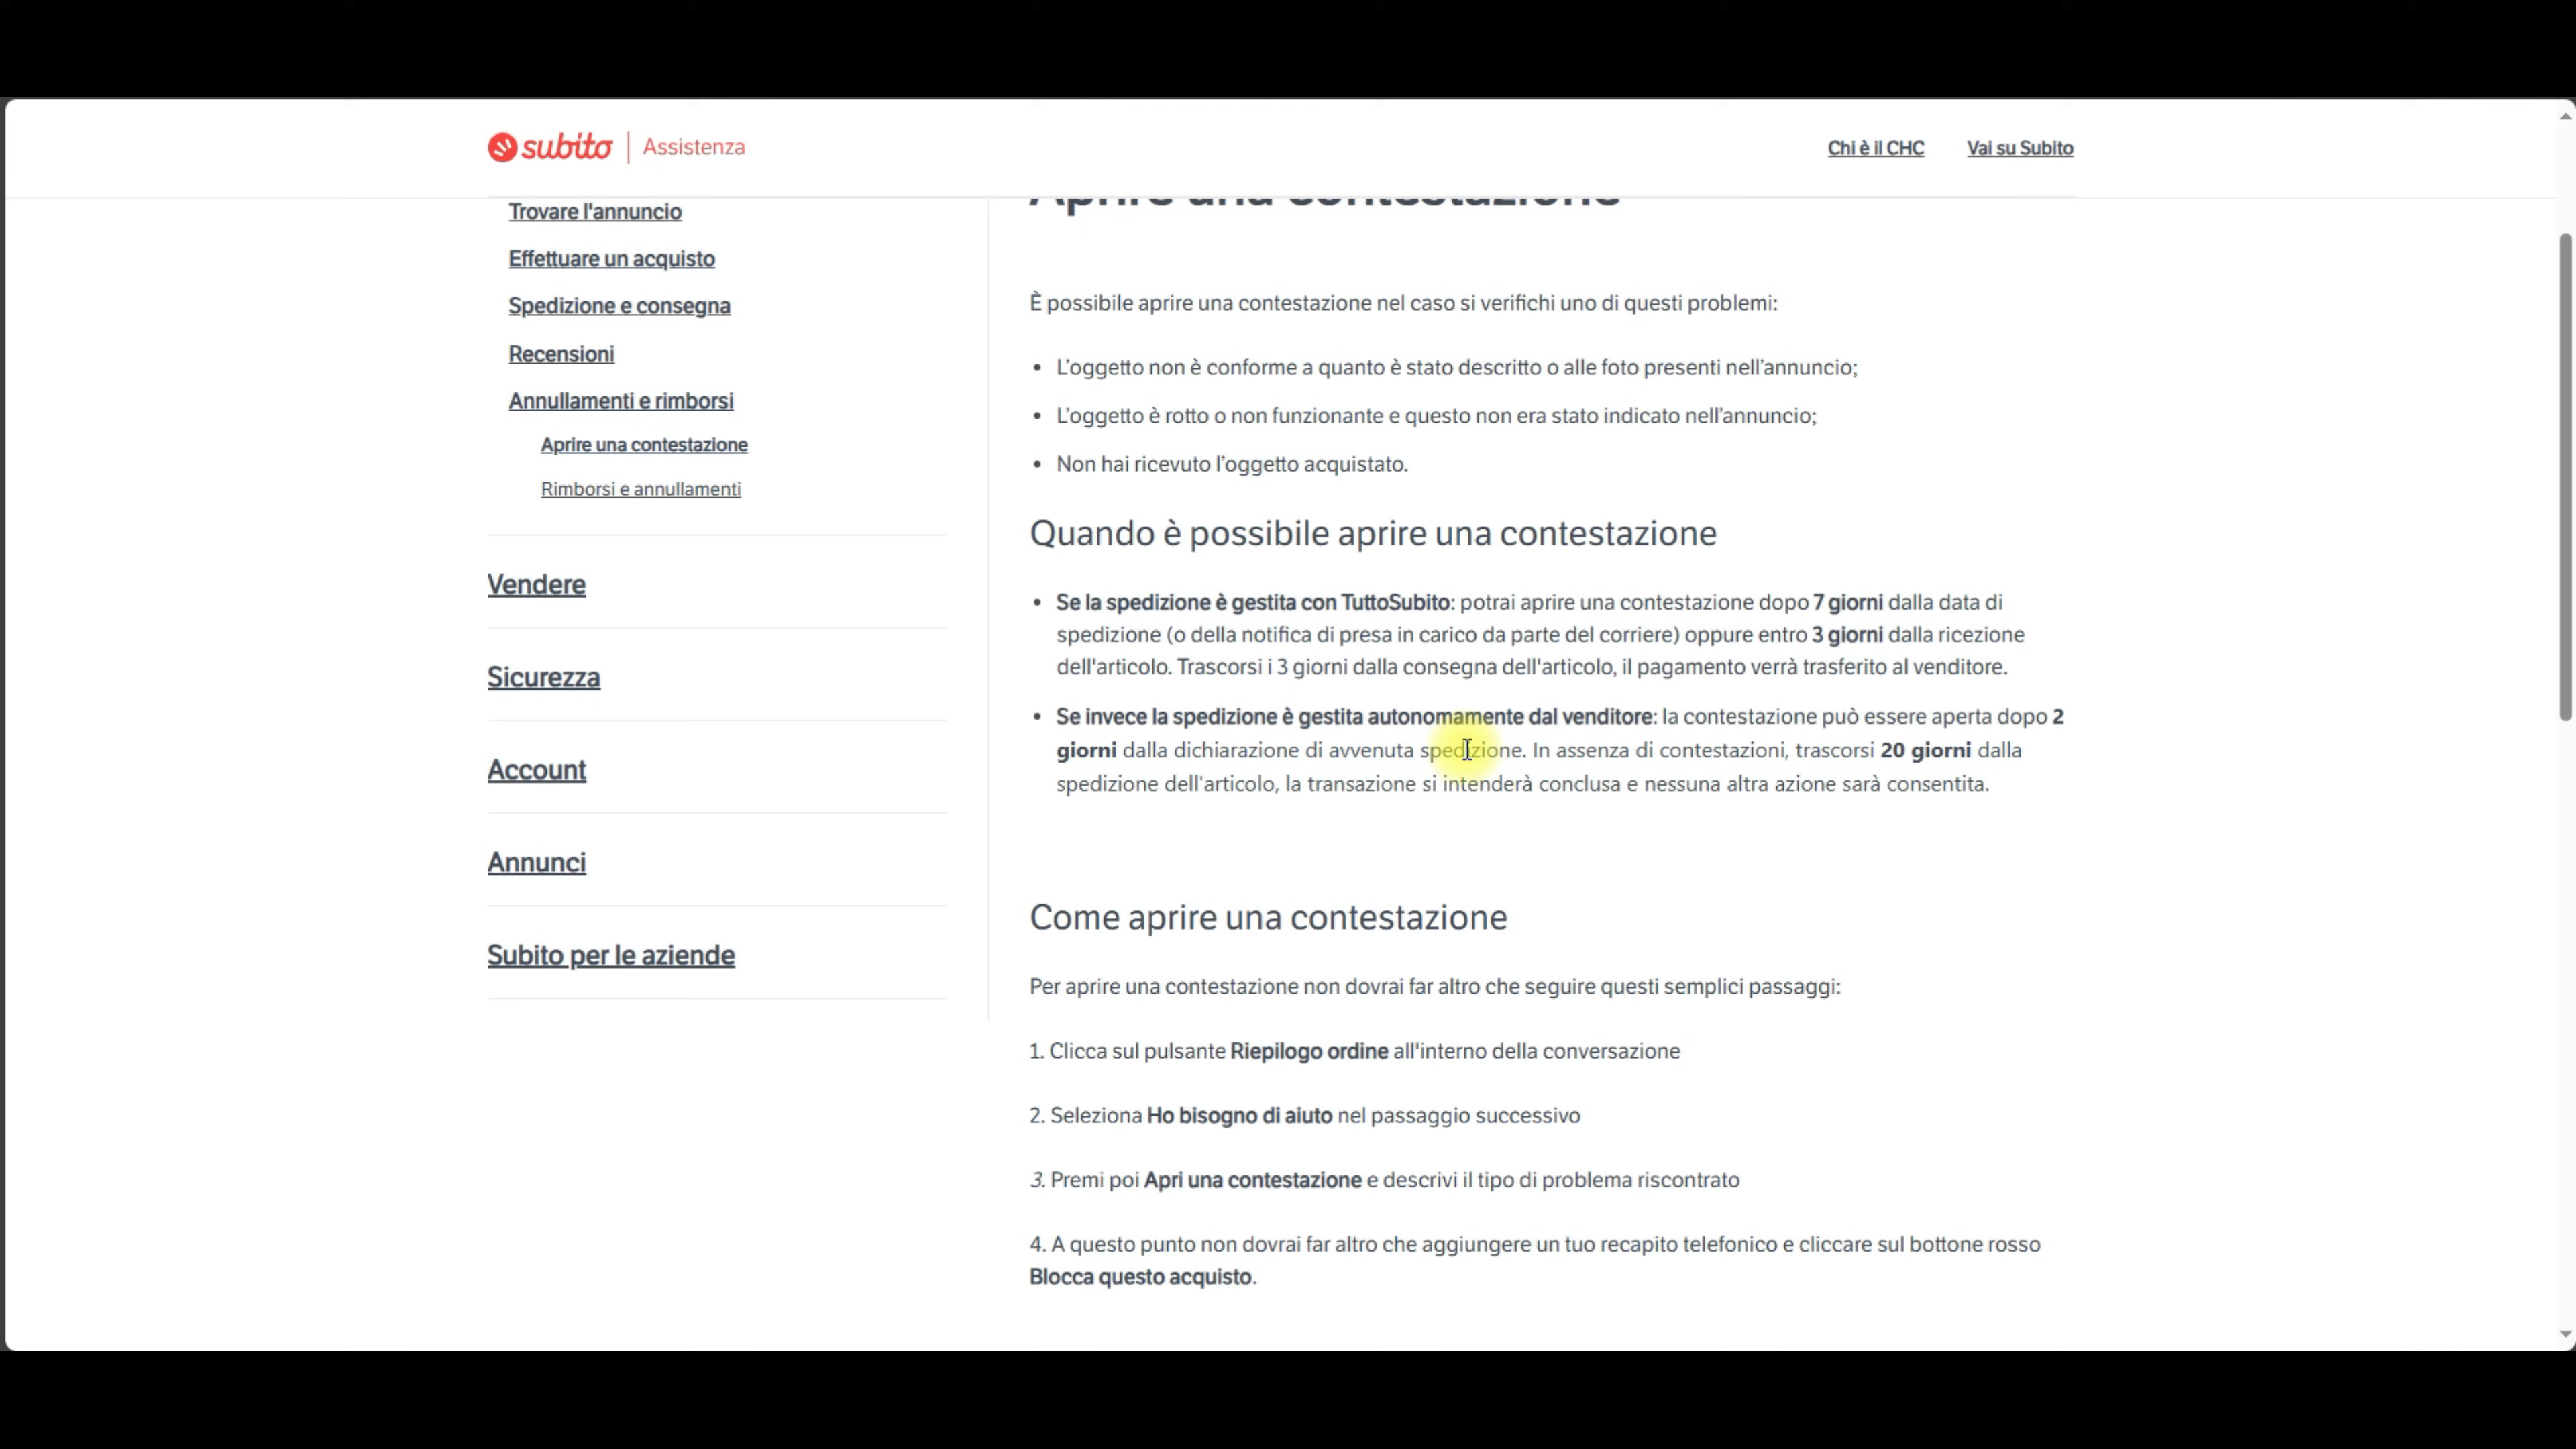 subito | Assistenza
Chi è il CHC
Vai su Subito
Trovare l'annuncio
Effettuare un acquisto
Spedizione e consegna
Recensioni
Annullamenti e rimborsi
Aprire una contestazione
Rimborsi e annullamenti
Vendere
Sicurezza
Account
Annunci
Subito per le aziende
Aprire una contestazione
È possibile aprire una contestazione nel caso si verifichi uno di questi problemi:
• L'oggetto non è conforme a quanto è stato descritto o alle foto presenti nell'annuncio;
• L'oggetto è rotto o non funzionante e questo non era stato indicato nell'annuncio;
• Non hai ricevuto l'oggetto acquistato.
Quando è possibile aprire una contestazione
• Se la spedizione è gestita con TuttoSubito: potrai aprire una contestazione dopo 7 giorni dalla data di
spedizione (o della notifica di presa in carico da parte del corriere) oppure entro 3 giorni dalla ricezione
dell'articolo. Trascorsi i 3 giorni dalla consegna dell'articolo, il pagamento verrà trasferito al venditore.
• Se invece la spedizione è gestita autonomamente dal venditore: la contestazione può essere aperta dopo 2
giorni dalla dichiarazione di avvenuta spedizione. In assenza di contestazioni, trascorsi 20 giorni dalla
spedizione dell'articolo, la transazione si intenderà conclusa e nessuna altra azione sarà consentita.
Come aprire una contestazione
Per aprire una contestazione non dovrai far altro che seguire questi semplici passaggi:
1. Clicca sul pulsante Riepilogo ordine all'interno della conversazione
2. Seleziona Ho bisogno di aiuto nel passaggio successivo
3. Premi poi Apri una contestazione e descrivi il tipo di problema riscontrato
4. A questo punto non dovrai far altro che aggiungere un tuo recapito telefonico e cliccare sul bottone rosso
Blocca questo acquisto.